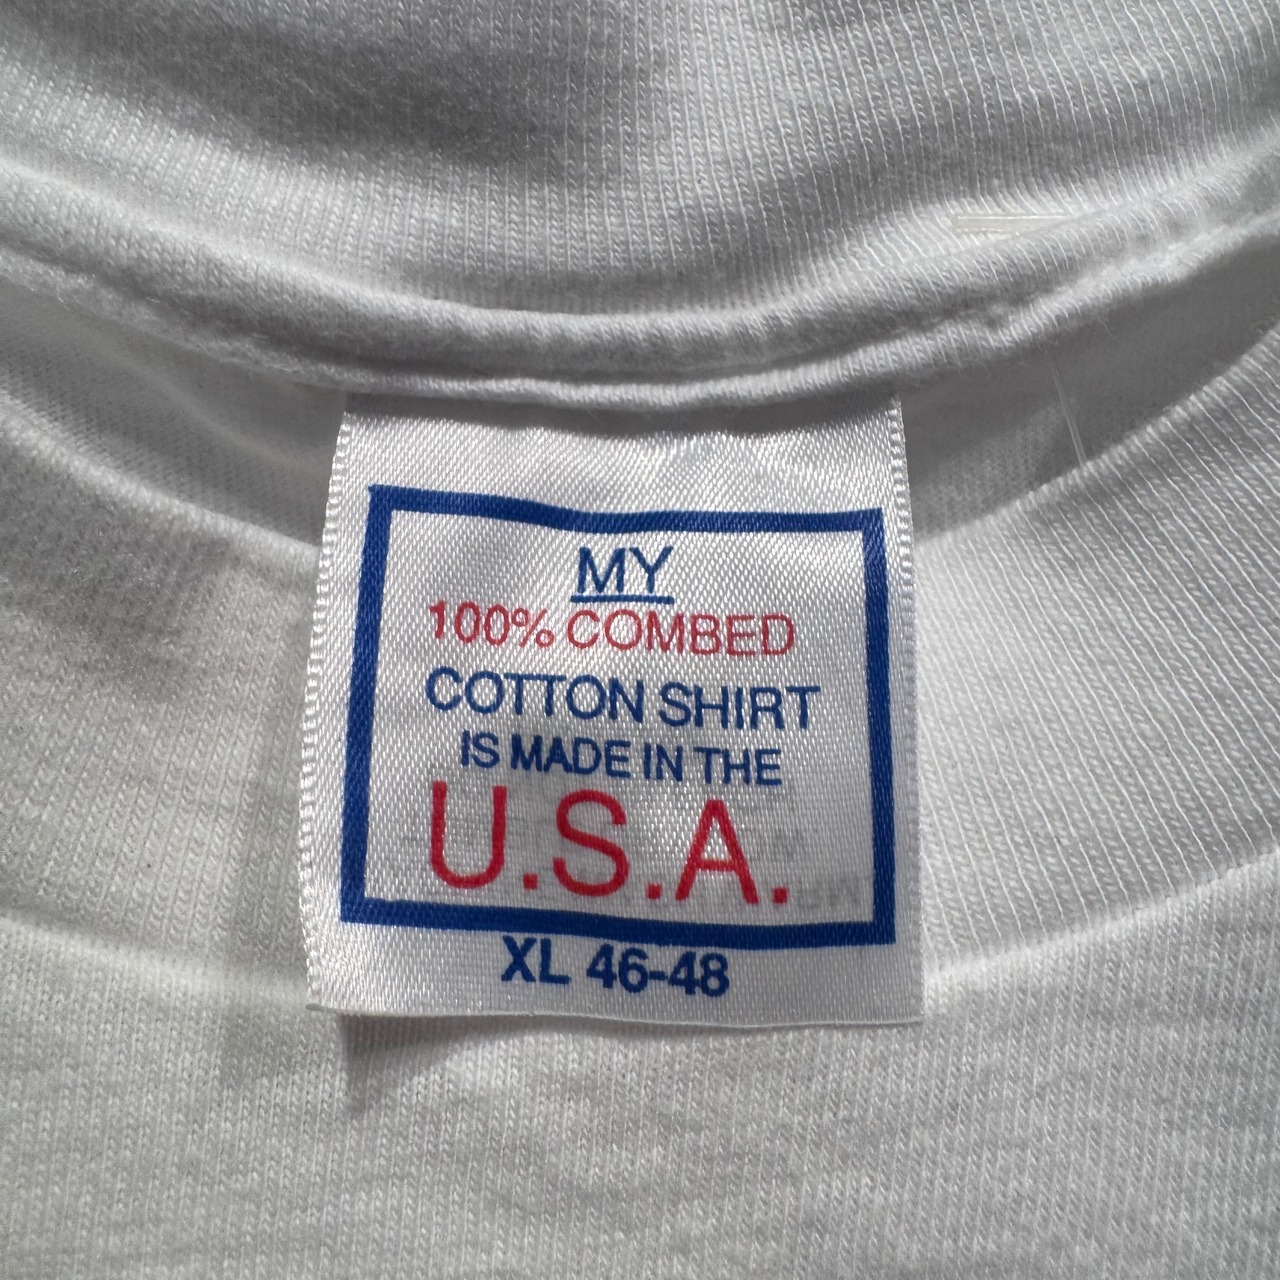 MY
100% COMBED
COTTON SHIRT
IS MADE IN THE
U.S.A.
XL 46-48